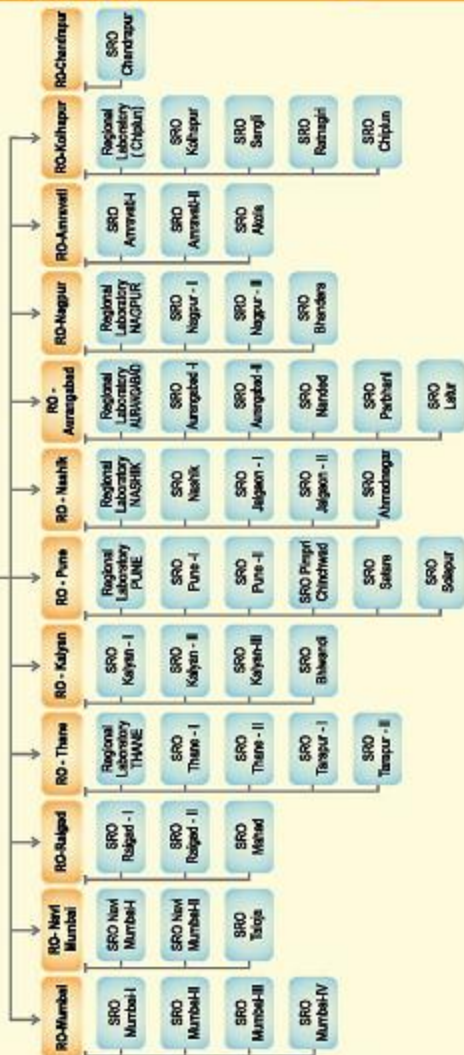 RO-Mumbai
SRO
Mumbai-I
SRO
Mumbai-II
SRO
Mumbai-III
SRO
Mumbai-IV
RO- Navi
Mumbai
SRO Navi
Mumbai-I
SRO Navi
Mumbai-II
SRO
Taloja
RO-Raigad
SRO
Raigad - I
SRO
Raigad - II
SRO
Mahad
RO - Thane
Regional
Laboratory
THANE
SRO
Thane - I
SRO
Thane - II
SRO
Tarapur - I
SRO
Tarapur - II
RO - Kalyan
SRO
Kalyan - I
SRO
Kalyan - II
SRO
Kalyan-III
SRO
Bhiwandi
RO - Pune
Regional
Laboratory
PUNE
SRO
Pune -I
SRO
Pune -II
SRO Pimpri
Chinchwad
SRO
Satara
SRO
Solapur
RO - Nashik
Regional
Laboratory
NASHIK
SRO
Nashik
SRO
Jalgaon - I
SRO
Jalgaon - II
SRO
Ahmadnagar
RO -
Aurangabad
Regional
Laboratory
AURANGABAD
SRO
Aurangabad -I
SRO
Aurangabad -II
SRO
Nanded
SRO
Parbhani
SRO
Latur
RO-Nagpur
Regional
Laboratory
NAGPUR
SRO
Nagpur - I
SRO
Nagpur - II
SRO
Bhandara
RO-Amravati
SRO
Amravati-I
SRO
Amravati-II
SRO
Akola
RO-Kolhapur
Regional
Laboratory
( Chiplun)
SRO
Kolhapur
SRO
Sangli
SRO
Ratnagiri
SRO
Chiplun
RO-Chandrapur
SRO
Chandrapur